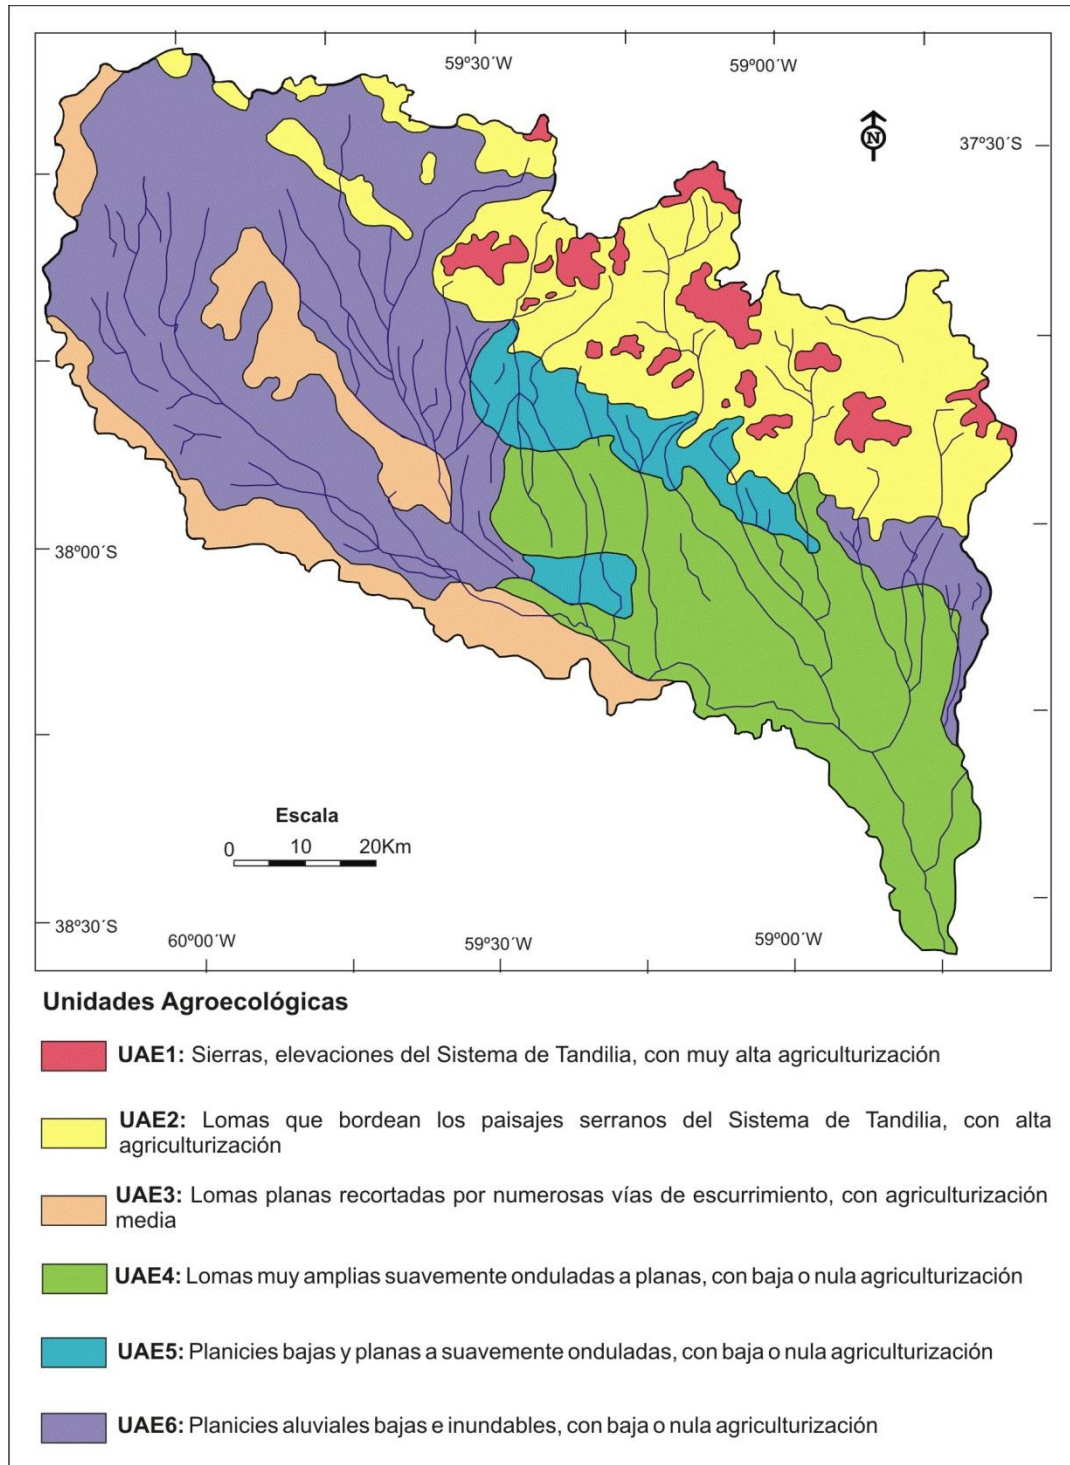 59º30´W
59º00´W
N
37º30´S
38º00´S
Escala
0 10 20Km
38º30´S
60º00´W
59º30´W
59º00´W
Unidades Agroecológicas
UAE1: Sierras, elevaciones del Sistema de Tandilia, con muy alta agriculturización
UAE2: Lomas que bordean los paisajes serranos del Sistema de Tandilia, con alta
agriculturización
UAE3: Lomas planas recortadas por numerosas vías de escurrimiento, con agriculturización
media
UAE4: Lomas muy amplias suavemente onduladas a planas, con baja o nula agriculturización
UAE5: Planicies bajas y planas a suavemente onduladas, con baja o nula agriculturización
UAE6: Planicies aluviales bajas e inundables, con baja o nula agriculturización